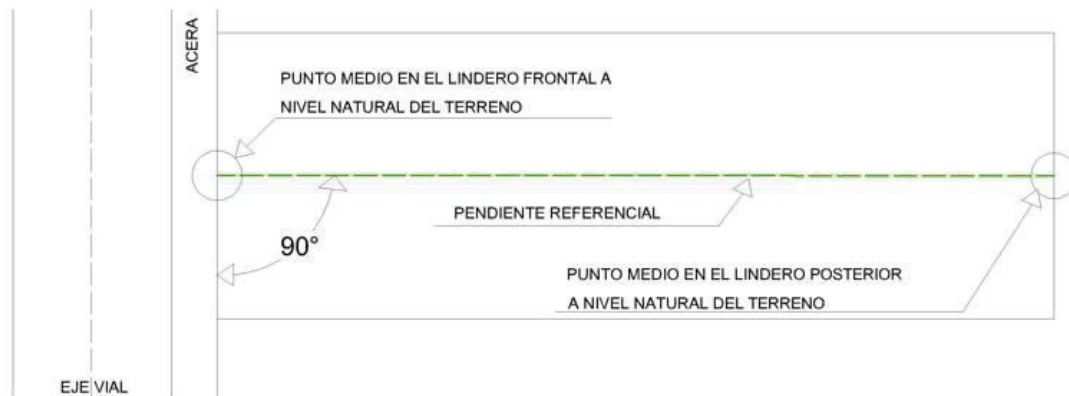 ACERA
PUNTO MEDIO EN EL LINDERO FRONTAL A
NIVEL NATURAL DEL TERRENO
PENDIENTE REFERENCIAL
90°
PUNTO MEDIO EN EL LINDERO POSTERIOR
A NIVEL NATURAL DEL TERRENO
EJE VIAL